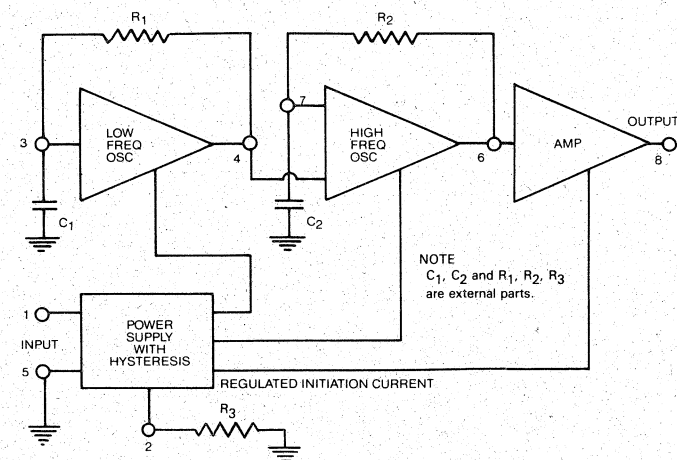 R1
R2
3
LOW
FREQ
OSC
4
7
HIGH
FREQ
OSC
6
AMP
OUTPUT
8
C1
C2
NOTE
C1, C2 and R1, R2, R3
are external parts.
1
INPUT
5
POWER
SUPPLY
WITH
HYSTERESIS
REGULATED INITIATION CURRENT
2
R3